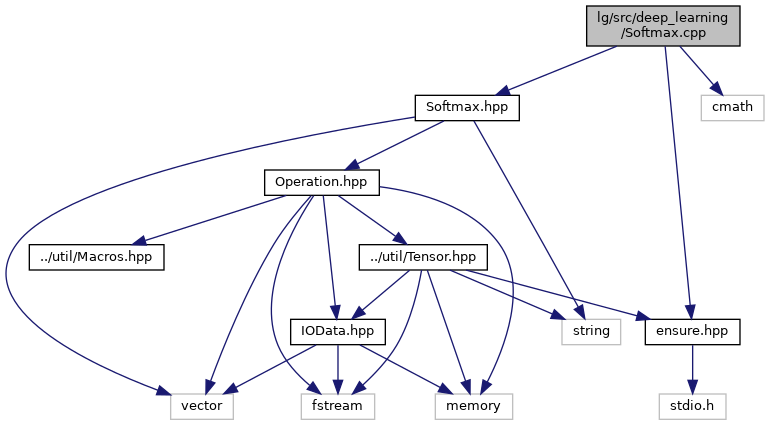 lg/src/deep_learning
/Softmax.cpp
Softmax.hpp
cmath
Operation.hpp
../util/Macros.hpp
../util/Tensor.hpp
IOData.hpp
string
ensure.hpp
vector
fstream
memory
stdio.h